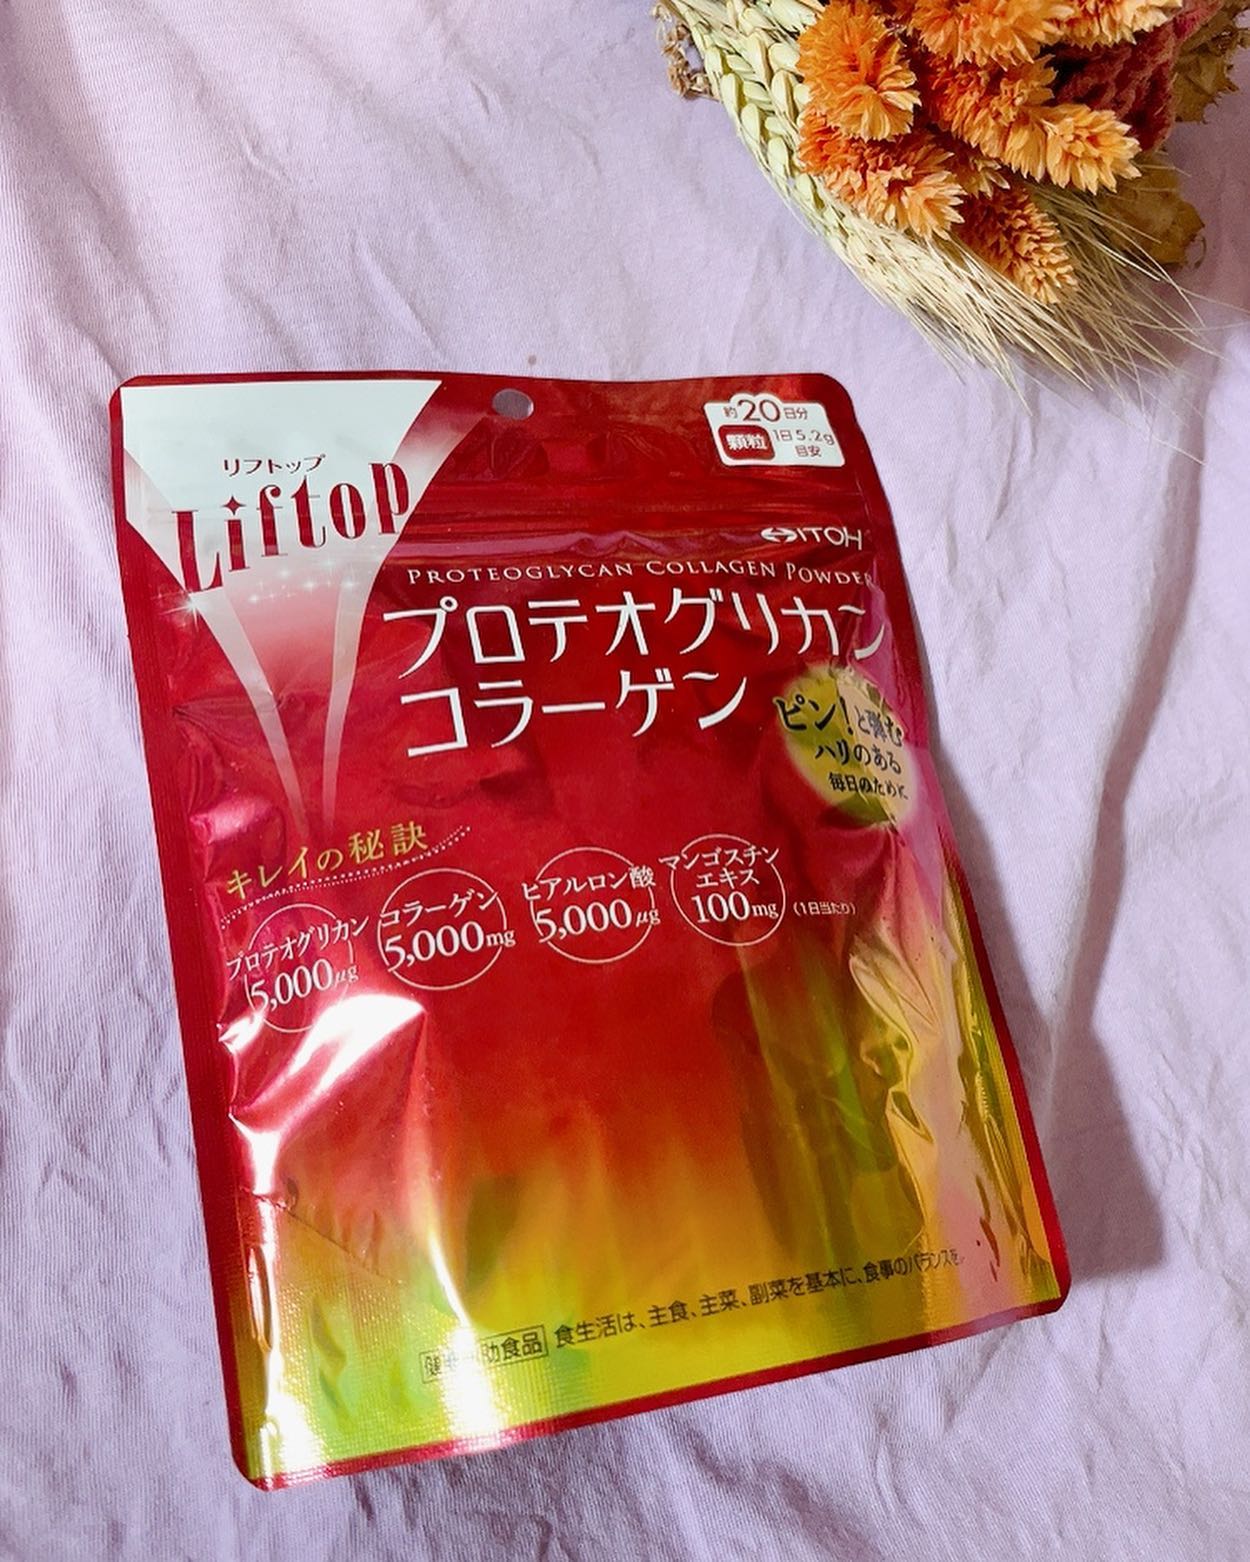 リフトップ
Liftop
約20日分
顆粒
1日5.2g
目安
ITOH
PROTEOGLYCAN COLLAGEN POWDER
プロテオグリカン
コラーゲン
ピン!と弾む
ハリのある
毎日のために
キレイの秘訣
プロテオグリカン
5,000μg
コラーゲン
5,000mg
ヒアルロン酸
5,000μg
マンゴスチン
エキス
100mg
(1日当たり)
健康補助食品
食生活は、主食、主菜、副菜を基本に、食事のバランスを。